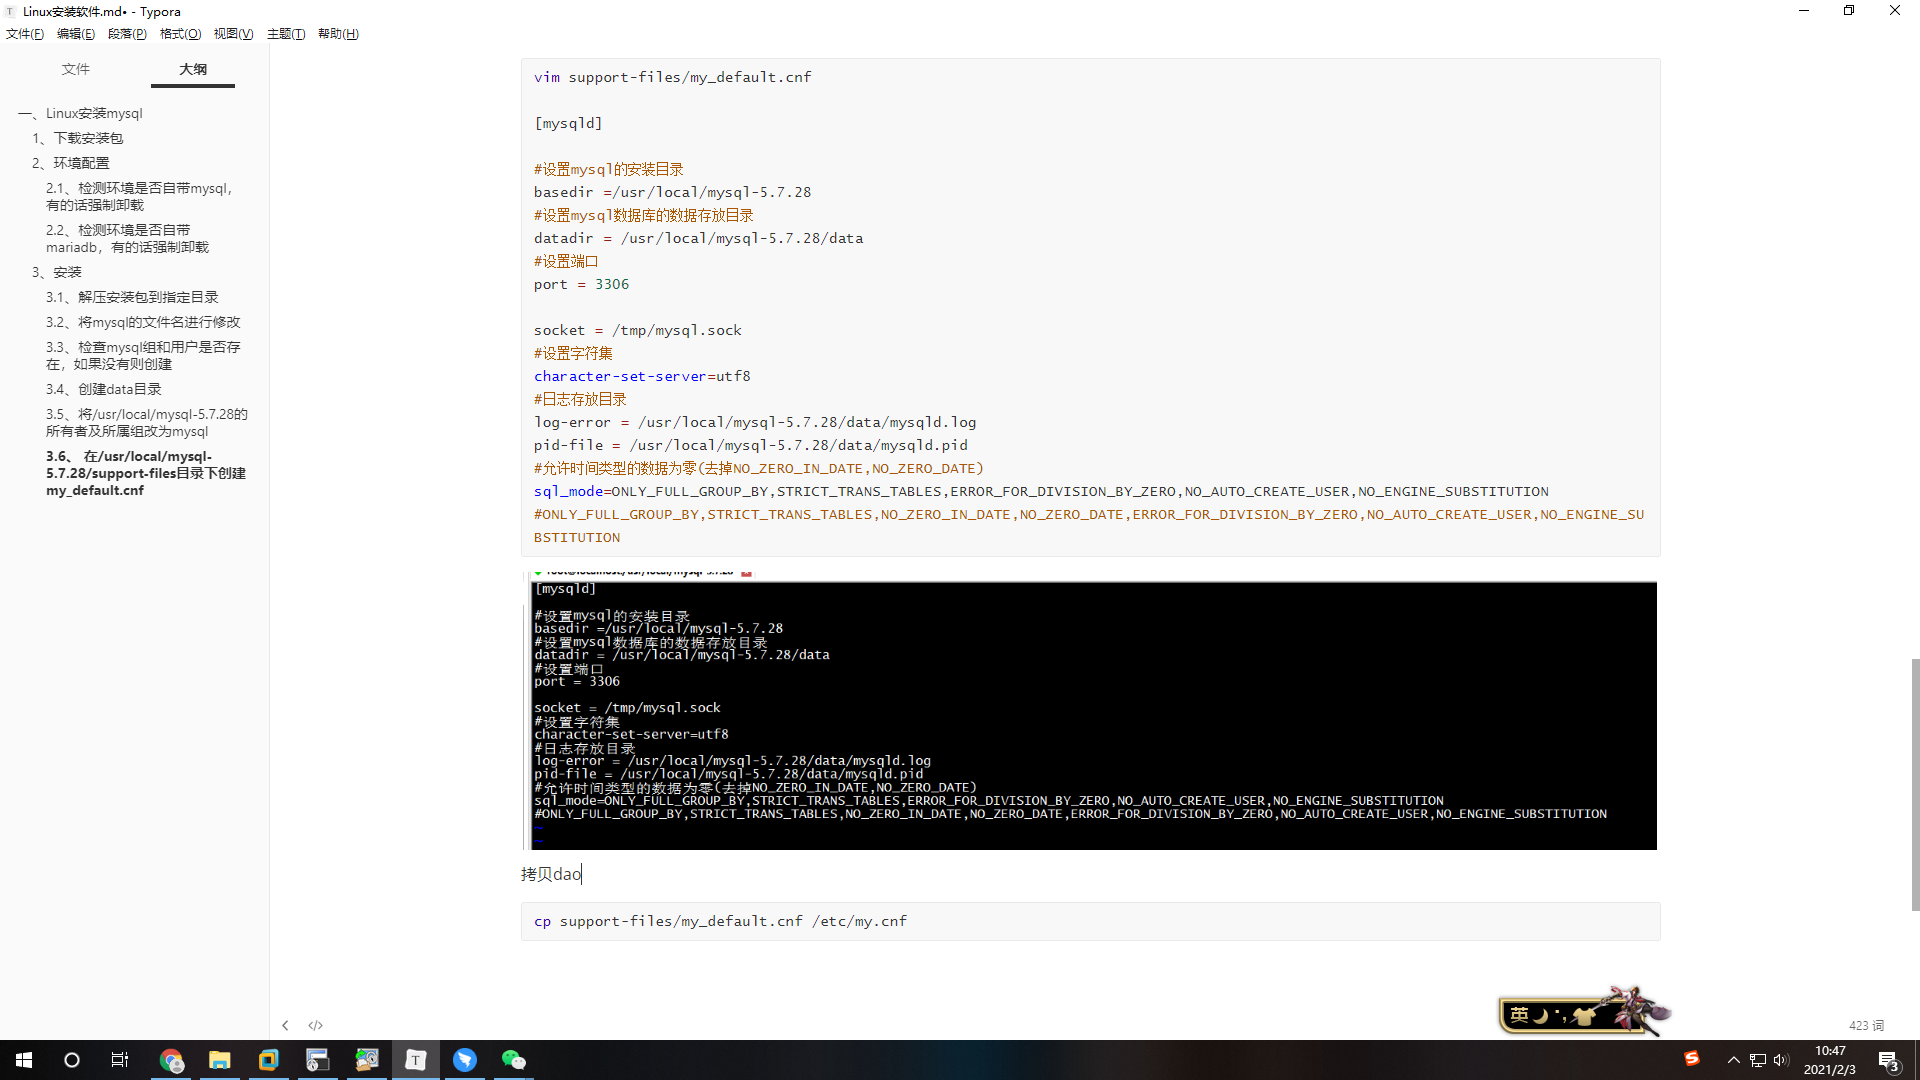 Linux安装软件.md• - Typora
文件(F) 编辑(E) 段落(P) 格式(O) 视图(V) 主题(T) 帮助(H)
文件 大纲
一、Linux安装mysql
1、下载安装包
2、环境配置
2.1、检测环境是否自带mysql，
有的话强制卸载
2.2、检测环境是否自带
mariadb，有的话强制卸载
3、安装
3.1、解压安装包到指定目录
3.2、将mysql的文件名进行修改
3.3、检查mysql组和用户是否存
在，如果没有则创建
3.4、创建data目录
3.5、将/usr/local/mysql-5.7.28的
所有者及所属组改为mysql
3.6、 在/usr/local/mysql-
5.7.28/support-files目录下创建
my_default.cnf
vim support-files/my_default.cnf
[mysqld]
#设置mysql的安装目录
basedir =/usr/local/mysql-5.7.28
#设置mysql数据库的数据存放目录
datadir = /usr/local/mysql-5.7.28/data
#设置端口
port = 3306
socket = /tmp/mysql.sock
#设置字符集
character-set-server=utf8
#日志存放目录
log-error = /usr/local/mysql-5.7.28/data/mysqld.log
pid-file = /usr/local/mysql-5.7.28/data/mysqld.pid
#允许时间类型的数据为零(去掉NO_ZERO_IN_DATE,NO_ZERO_DATE)
sql_mode=ONLY_FULL_GROUP_BY,STRICT_TRANS_TABLES,ERROR_FOR_DIVISION_BY_ZERO,NO_AUTO_CREATE_USER,NO_ENGINE_SUBSTITUTION
#ONLY_FULL_GROUP_BY,STRICT_TRANS_TABLES,NO_ZERO_IN_DATE,NO_ZERO_DATE,ERROR_FOR_DIVISION_BY_ZERO,NO_AUTO_CREATE_USER,NO_ENGINE_SU
BSTITUTION
[mysqld]
#设置mysql的安装目录
basedir =/usr/local/mysql-5.7.28
#设置mysql数据库的数据存放目录
datadir = /usr/local/mysql-5.7.28/data
#设置端口
port = 3306
socket = /tmp/mysql.sock
#设置字符集
character-set-server=utf8
#日志存放目录
log-error = /usr/local/mysql-5.7.28/data/mysqld.log
pid-file = /usr/local/mysql-5.7.28/data/mysqld.pid
#允许时间类型的数据为零(去掉NO_ZERO_IN_DATE,NO_ZERO_DATE)
sql_mode=ONLY_FULL_GROUP_BY,STRICT_TRANS_TABLES,ERROR_FOR_DIVISION_BY_ZERO,NO_AUTO_CREATE_USER,NO_ENGINE_SUBSTITUTION
#ONLY_FULL_GROUP_BY,STRICT_TRANS_TABLES,NO_ZERO_IN_DATE,NO_ZERO_DATE,ERROR_FOR_DIVISION_BY_ZERO,NO_AUTO_CREATE_USER,NO_ENGINE_SUBSTITUTION
~
~
拷贝dao
cp support-files/my_default.cnf /etc/my.cnf
英
423 词
10:47
2021/2/3
3